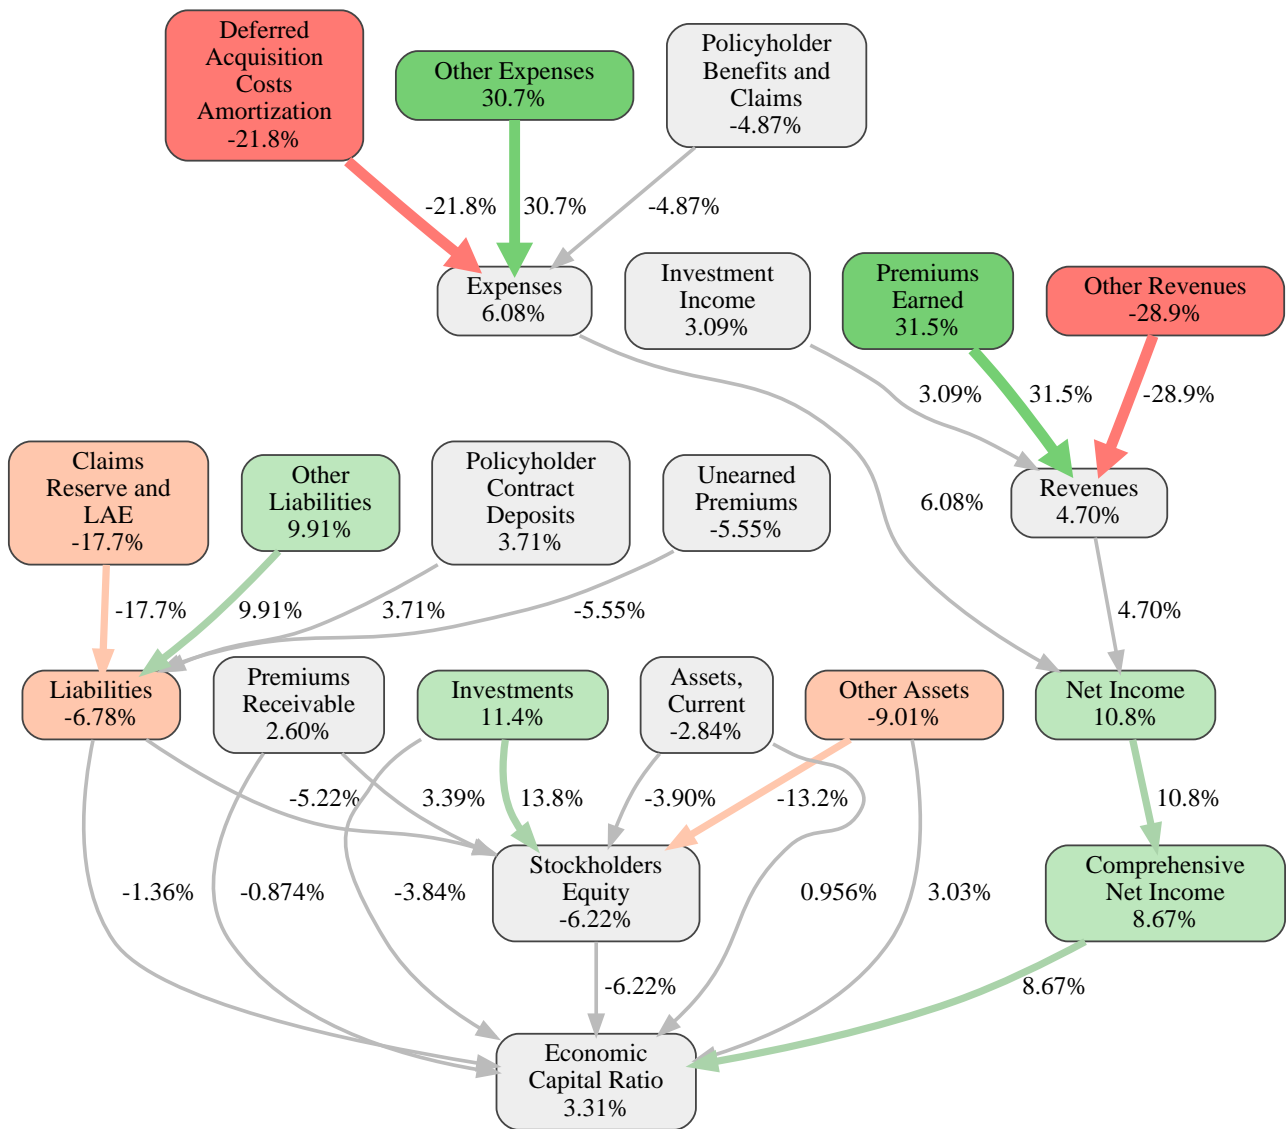 Deferred
Acquisition
Costs
Amortization
-21.8%
Other Expenses
30.7%
Policyholder
Benefits and
Claims
-4.87%
-21.8%
30.7%
-4.87%
Expenses
6.08%
Investment
Income
3.09%
Premiums
Earned
31.5%
Other Revenues
-28.9%
3.09%
31.5%
-28.9%
Claims
Reserve and
LAE
-17.7%
Other
Liabilities
9.91%
Policyholder
Contract
Deposits
3.71%
Unearned
Premiums
-5.55%
6.08%
Revenues
4.70%
-17.7%
9.91%
3.71%
-5.55%
4.70%
Liabilities
-6.78%
Premiums
Receivable
2.60%
Investments
11.4%
Assets,
Current
-2.84%
Other Assets
-9.01%
Net Income
10.8%
-5.22%
3.39%
13.8%
-3.90%
-13.2%
10.8%
-1.36%
-0.874%
-3.84%
Stockholders
Equity
-6.22%
0.956%
3.03%
Comprehensive
Net Income
8.67%
-6.22%
8.67%
Economic
Capital Ratio
3.31%